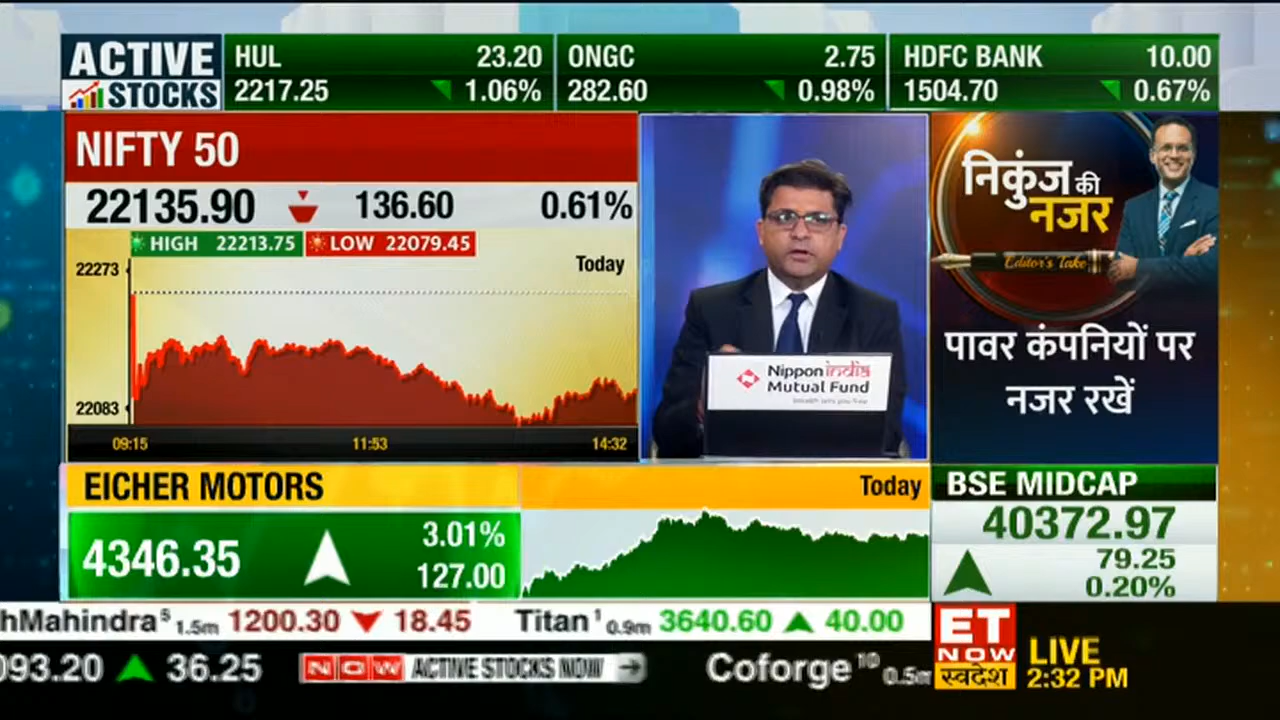 ACTIVE STOCKS
HUL 23.20
2217.25 1.06%
ONGC 2.75
282.60 0.98%
HDFC BANK 10.00
1504.70 0.67%
NIFTY 50
22135.90 136.60 0.61%
HIGH 22213.75 LOW 22079.45
Today
22273
22083
09:15 11:53 14:32
Nippon india
Mutual Fund
निकुंज की
नजर
Editor's Take
पावर कंपनियों पर
नजर रखें
EICHER MOTORS
Today
4346.35
3.01%
127.00
BSE MIDCAP
40372.97
79.25
0.20%
hMahindra 5 1.5m 1200.30 18.45 Titan 1 0.9m 3640.60 40.00
093.20 36.25 NOW ACTIVE STOCKS NOW Coforge 10 0.5m
ET
NOW
स्वदेश
LIVE
2:32 PM